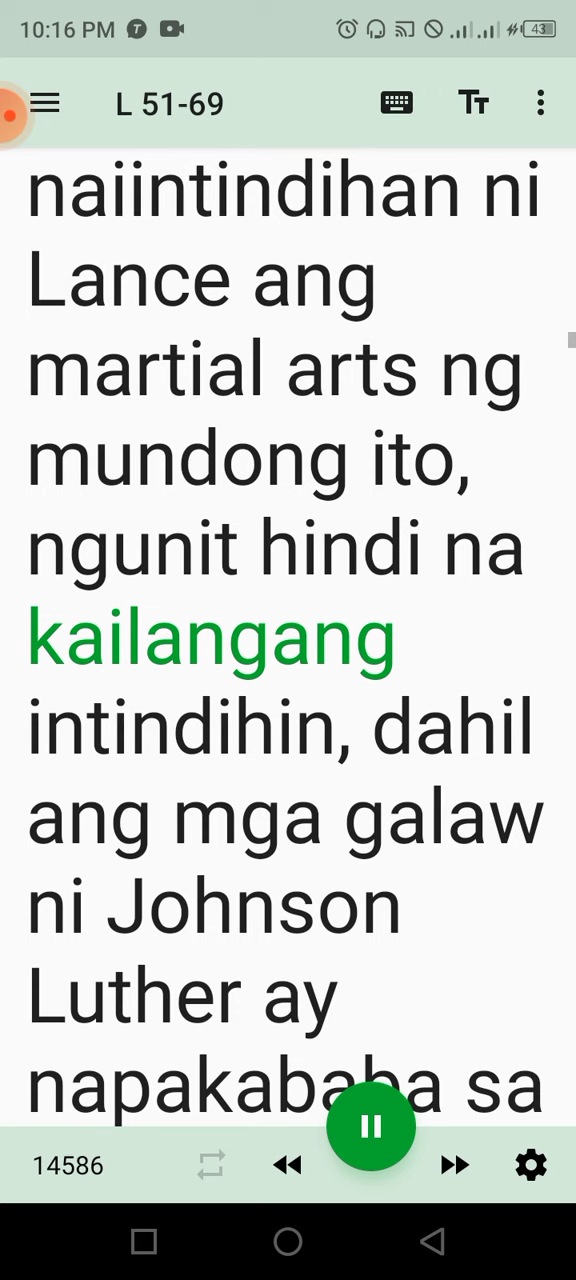 10:16 PM
43
L 51-69
naiintindihan ni
Lance ang
martial arts ng
mundong ito,
ngunit hindi na
kailangang
intindihin, dahil
ang mga galaw
ni Johnson
Luther ay
napakababa sa
14586